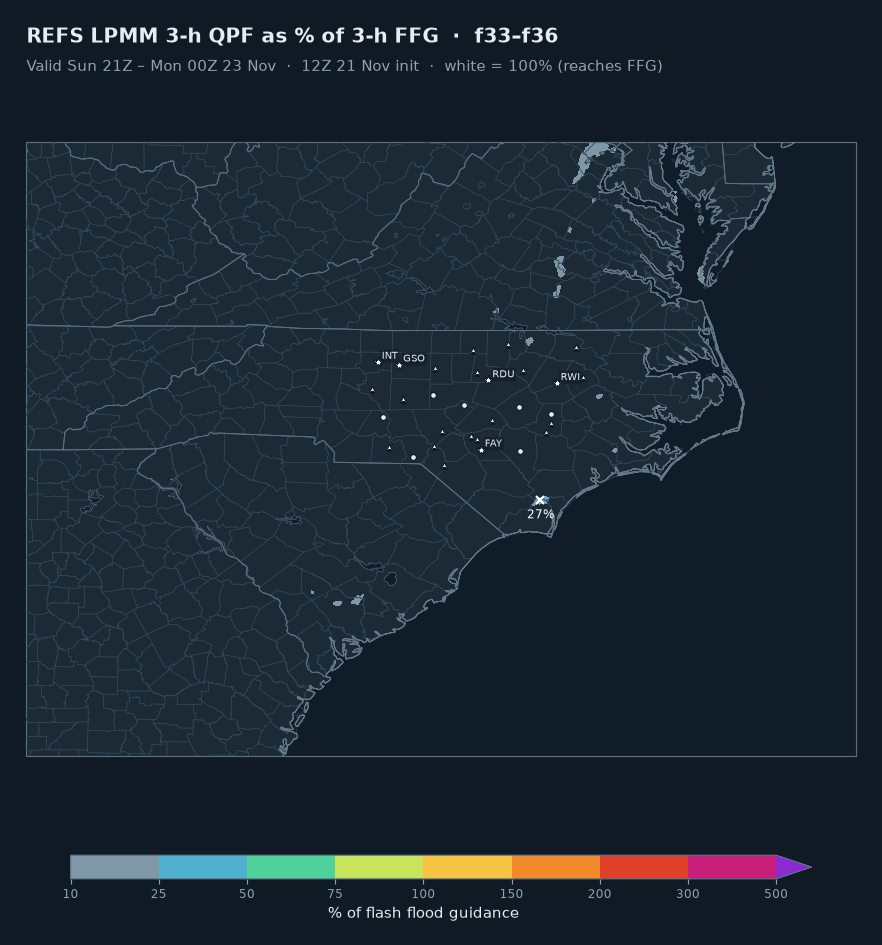 REFS LPMM 3-h QPF as % of 3-h FFG · f33–f36
Valid Sun 21Z – Mon 00Z 23 Nov · 12Z 21 Nov init · white = 100% (reaches FFG)
INT
GSO
RDU
RWI
FAY
27%
10 25 50 75 100 150 200 300 500
% of flash flood guidance